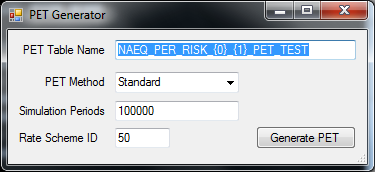 PET Generator
PET Table Name NAEQ_PER_RISK_{0}_{1}_PET_TEST
PET Method Standard
Simulation Periods 100000
Rate Scheme ID 50 Generate PET